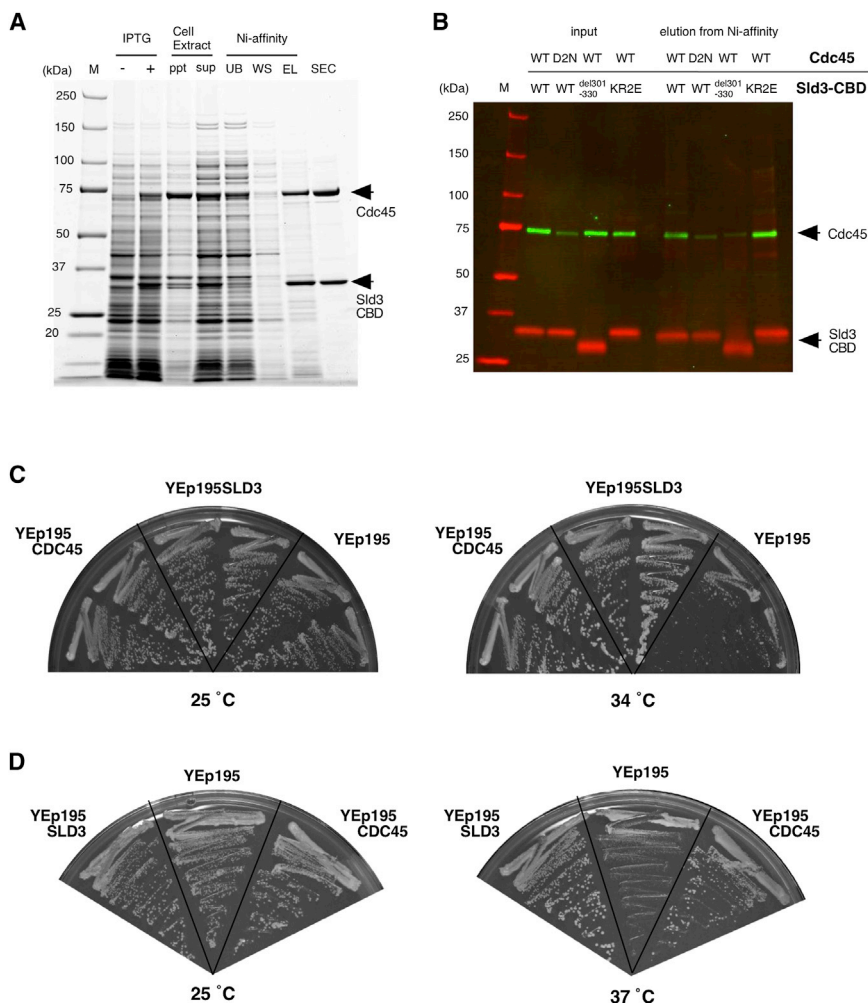 A
IPTG
Cell
Extract
Ni-affinity
(kDa) M - + ppt sup UB WS EL SEC
250
150
100
75
50
37
25
20
Cdc45
Sld3
CBD
B
input
elution from Ni-affinity
WT D2N WT WT WT D2N WT WT Cdc45
(kDa) M WT WT del301-330 KR2E WT WT del301-330 KR2E Sld3-CBD
250
150
100
75
50
37
25
Cdc45
Sld3
CBD
C
YEp195SLD3
YEp195
CDC45
YEp195
25 °C
YEp195SLD3
YEp195
CDC45
YEp195
34 °C
D
YEp195
YEp195
SLD3
YEp195
CDC45
25 °C
YEp195
YEp195
SLD3
YEp195
CDC45
37 °C